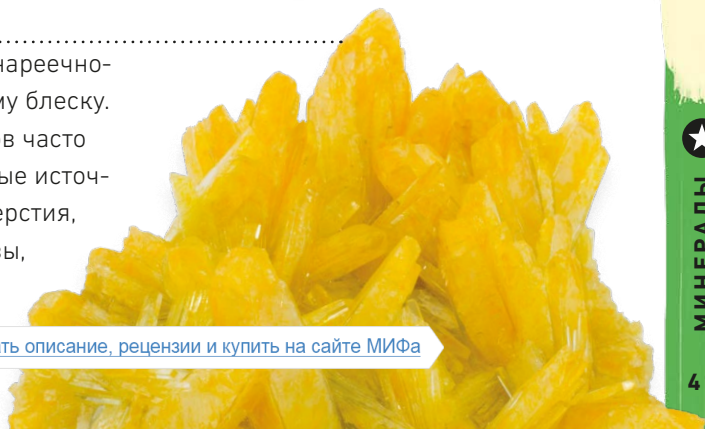 нареечно-
му блеску.
в часто
ые источ-
ерстия,
ы,
ть описание, рецензии и купить на сайте МИФа
МИНЕРАЛЫ
4